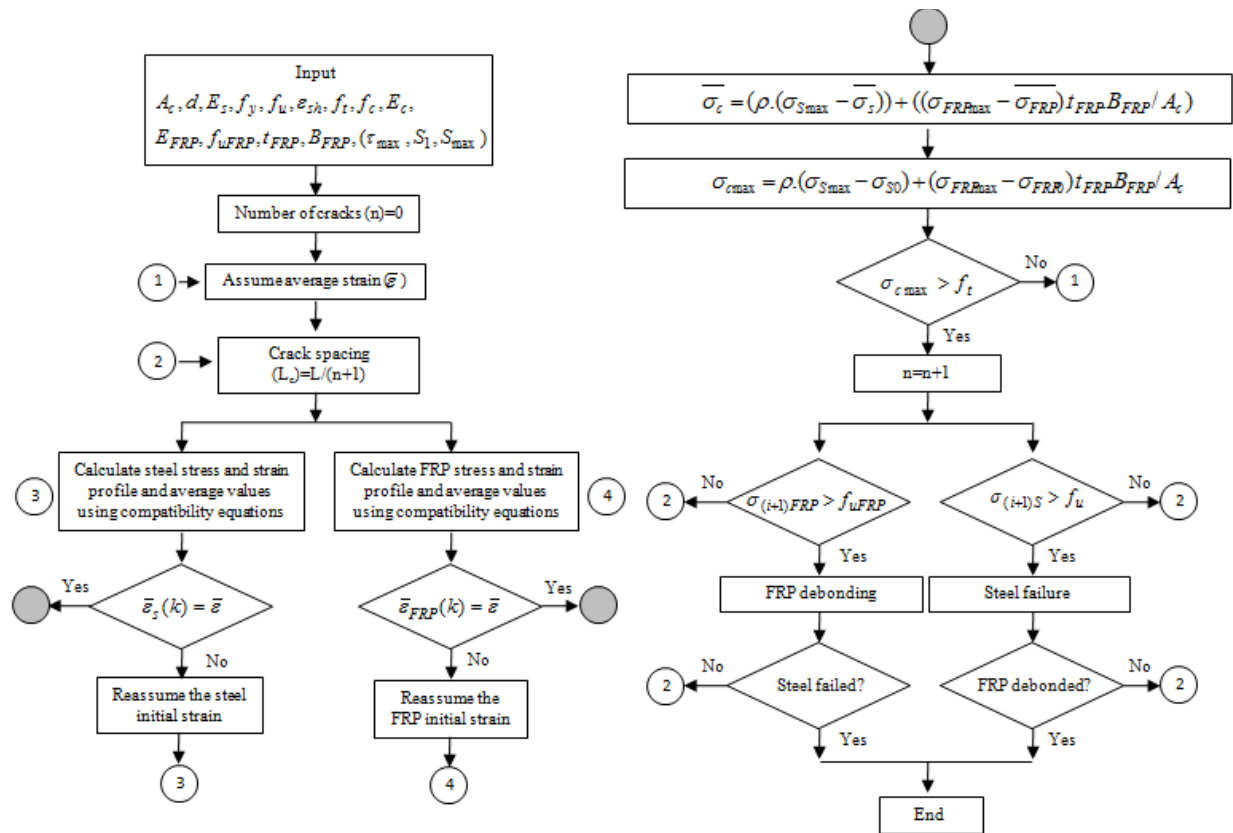 Input
A_c, d, E_s, f_y, f_u, ε_sh, f_t, f_c, E_c,
E_FRP, f_uFRP, t_FRP, B_FRP, (τ_max, S_1, S_max)
Number of cracks (n)=0
1
Assume average strain (ε̅)
2
Crack spacing
(L_c)=L/(n+1)
3
Calculate steel stress and strain
profile and average values
using compatibility equations
Calculate FRP stress and strain
profile and average values
using compatibility equations
4
Yes
ε̅_s(k) = ε̅
ε̅_FRP(k) = ε̅
Yes
No
No
Reassume the steel
initial strain
Reassume the
FRP initial strain
3
4
σ̅_c = (ρ.(σ_Smax − σ̅_s)) + ((σ_FRPmax − σ̅_FRP) t_FRP B_FRP / A_c)
σ_cmax = ρ.(σ_Smax − σ_S0) + (σ_FRPmax − σ_FRP0) t_FRP B_FRP / A_c
σ_c max > f_t
No
1
Yes
n=n+1
2
No
σ_(i+1)FRP > f_uFRP
σ_(i+1)S > f_u
No
2
Yes
Yes
FRP debonding
Steel failure
2
No
Steel failed?
FRP debonded?
No
2
Yes
Yes
End